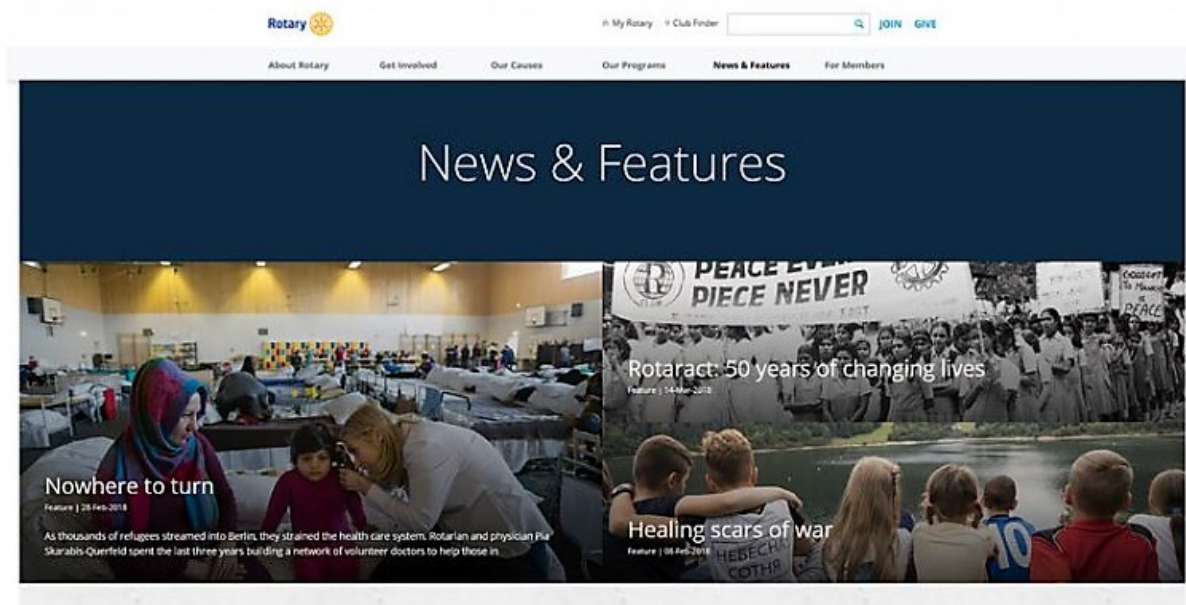 Rotary
My Rotary Club Finder JOIN GIVE
About Rotary Get Involved Our Causes Our Programs News & Features For Members
News & Features
PEACE
PIECE NEVER
PEACE
Rotaract: 50 years of changing lives
Feature | 14-Mar-2018
Nowhere to turn
Feature | 28-Feb-2018
As thousands of refugees streamed into Berlin, they strained the health care system. Rotarian and physician Pia
Skarabis-Querfeld spent the last three years building a network of volunteer doctors to help those in
Healing scars of war
Feature | 08-Feb-2018
НЕБЕСНА
СОТНЯ
10